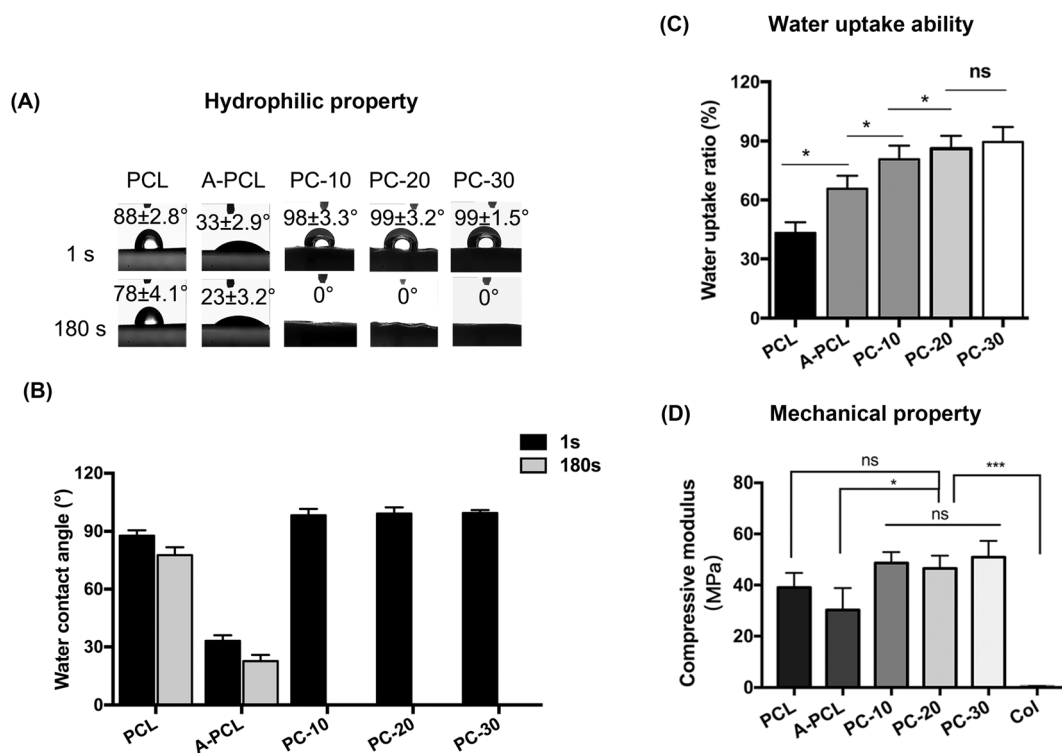 (A)
Hydrophilic property
PCL A-PCL PC-10 PC-20 PC-30
88±2.8° 33±2.9° 98±3.3° 99±3.2° 99±1.5°
1 s
78±4.1° 23±3.2° 0° 0° 0°
180 s
(B)
1s
180s
Water contact angle (°)
120
90
60
30
0
PCL A-PCL PC-10 PC-20 PC-30
(C)
Water uptake ability
Water uptake ratio (%)
120
90
60
30
0
* * * ns
PCL A-PCL PC-10 PC-20 PC-30
(D)
Mechanical property
Compressive modulus
(MPa)
80
60
40
20
0
ns
* ***
ns
PCL A-PCL PC-10 PC-20 PC-30 Col